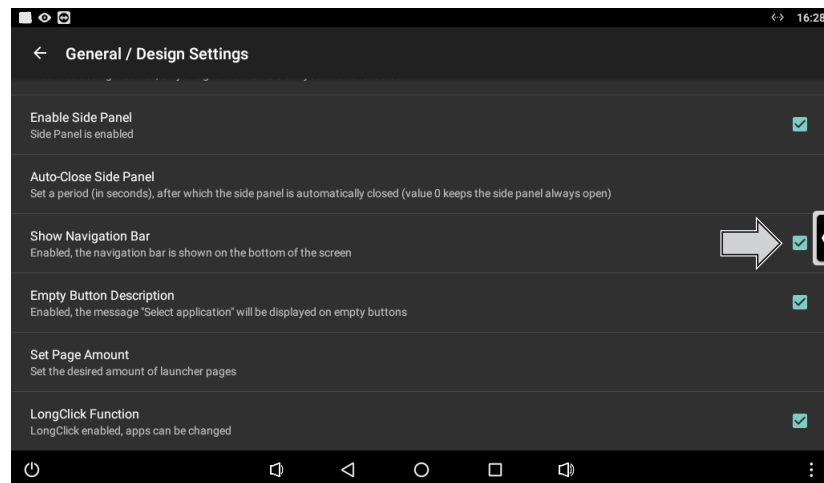 16:28
General / Design Settings
Enable Side Panel
Side Panel is enabled
Auto-Close Side Panel
Set a period (in seconds), after which the side panel is automatically closed (value 0 keeps the side panel always open)
Show Navigation Bar
Enabled, the navigation bar is shown on the bottom of the screen
Empty Button Description
Enabled, the message "Select application" will be displayed on empty buttons
Set Page Amount
Set the desired amount of launcher pages
LongClick Function
LongClick enabled, apps can be changed